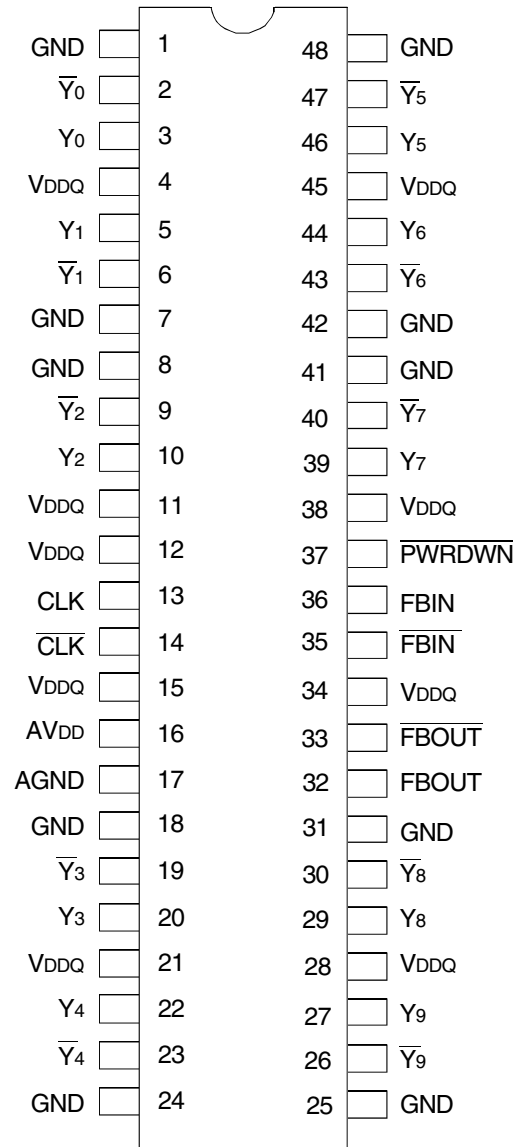 GND 1 48 GND
Y̅0 2 47 Y̅5
Y0 3 46 Y5
VDDQ 4 45 VDDQ
Y1 5 44 Y6
Y̅1 6 43 Y̅6
GND 7 42 GND
GND 8 41 GND
Y̅2 9 40 Y̅7
Y2 10 39 Y7
VDDQ 11 38 VDDQ
VDDQ 12 37 P̅W̅R̅D̅W̅N̅
CLK 13 36 FBIN
C̅L̅K̅ 14 35 F̅B̅I̅N̅
VDDQ 15 34 VDDQ
AVDD 16 33 F̅B̅O̅U̅T̅
AGND 17 32 FBOUT
GND 18 31 GND
Y̅3 19 30 Y̅8
Y3 20 29 Y8
VDDQ 21 28 VDDQ
Y4 22 27 Y9
Y̅4 23 26 Y̅9
GND 24 25 GND